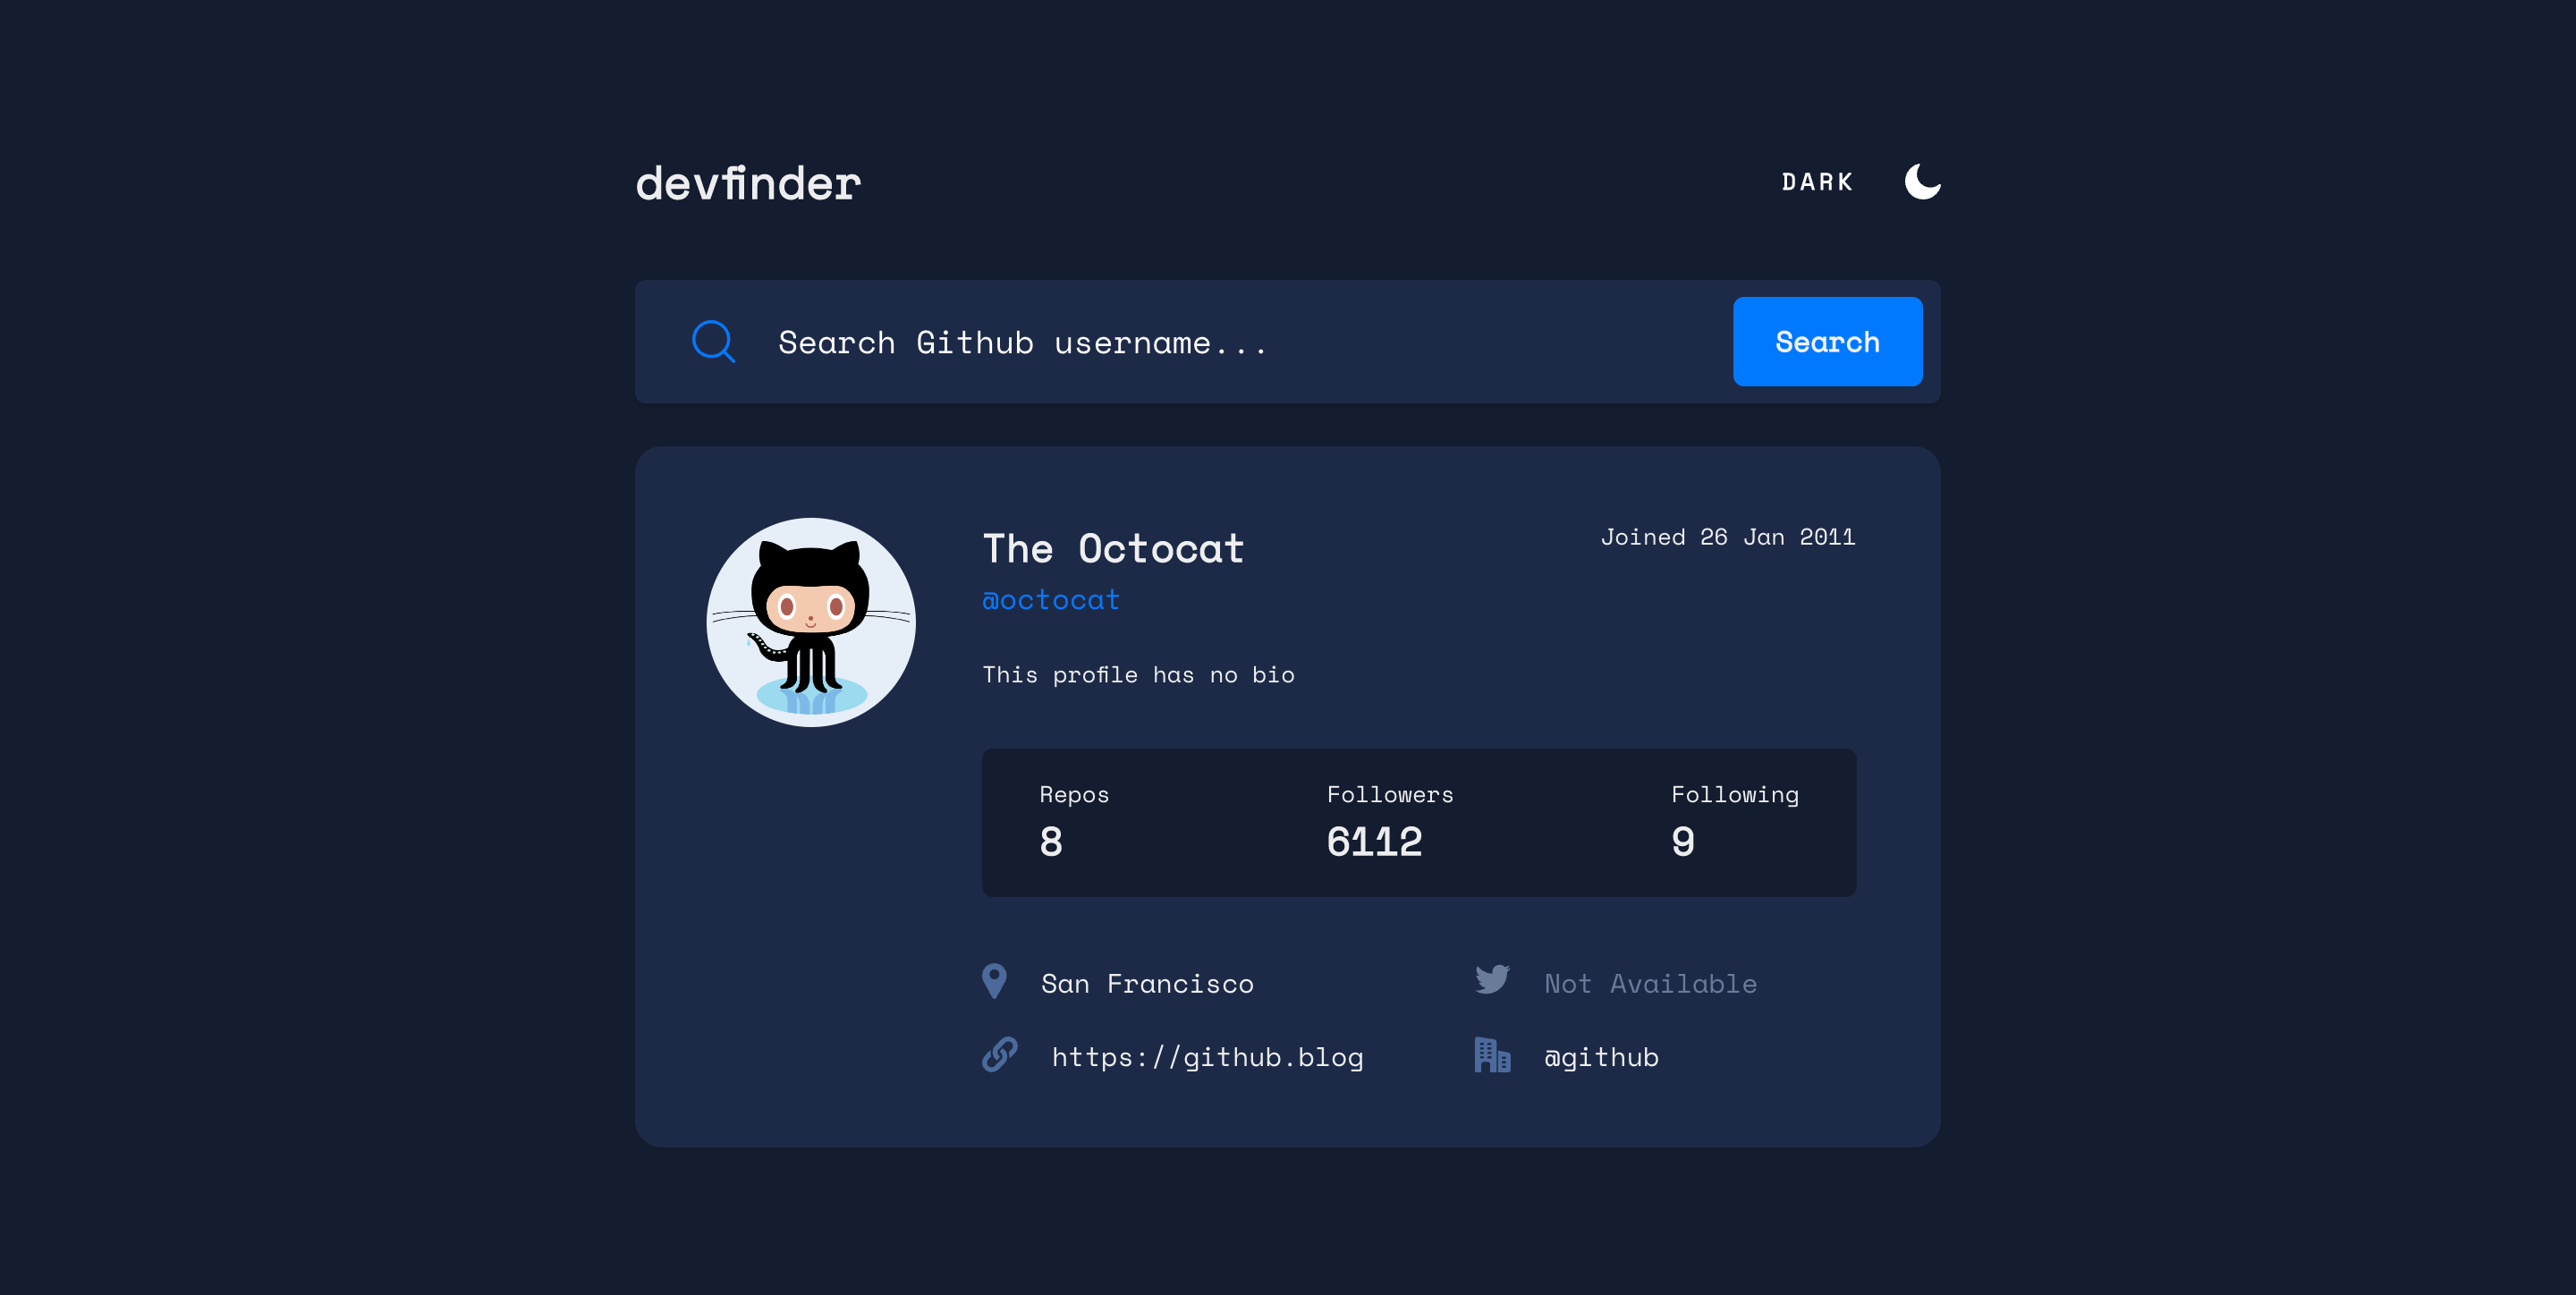 devfinder
DARK
Search Github username...
Search
The Octocat
Joined 26 Jan 2011
@octocat
This profile has no bio
Repos
Followers
Following
8
6112
9
San Francisco
Not Available
https://github.blog
@github